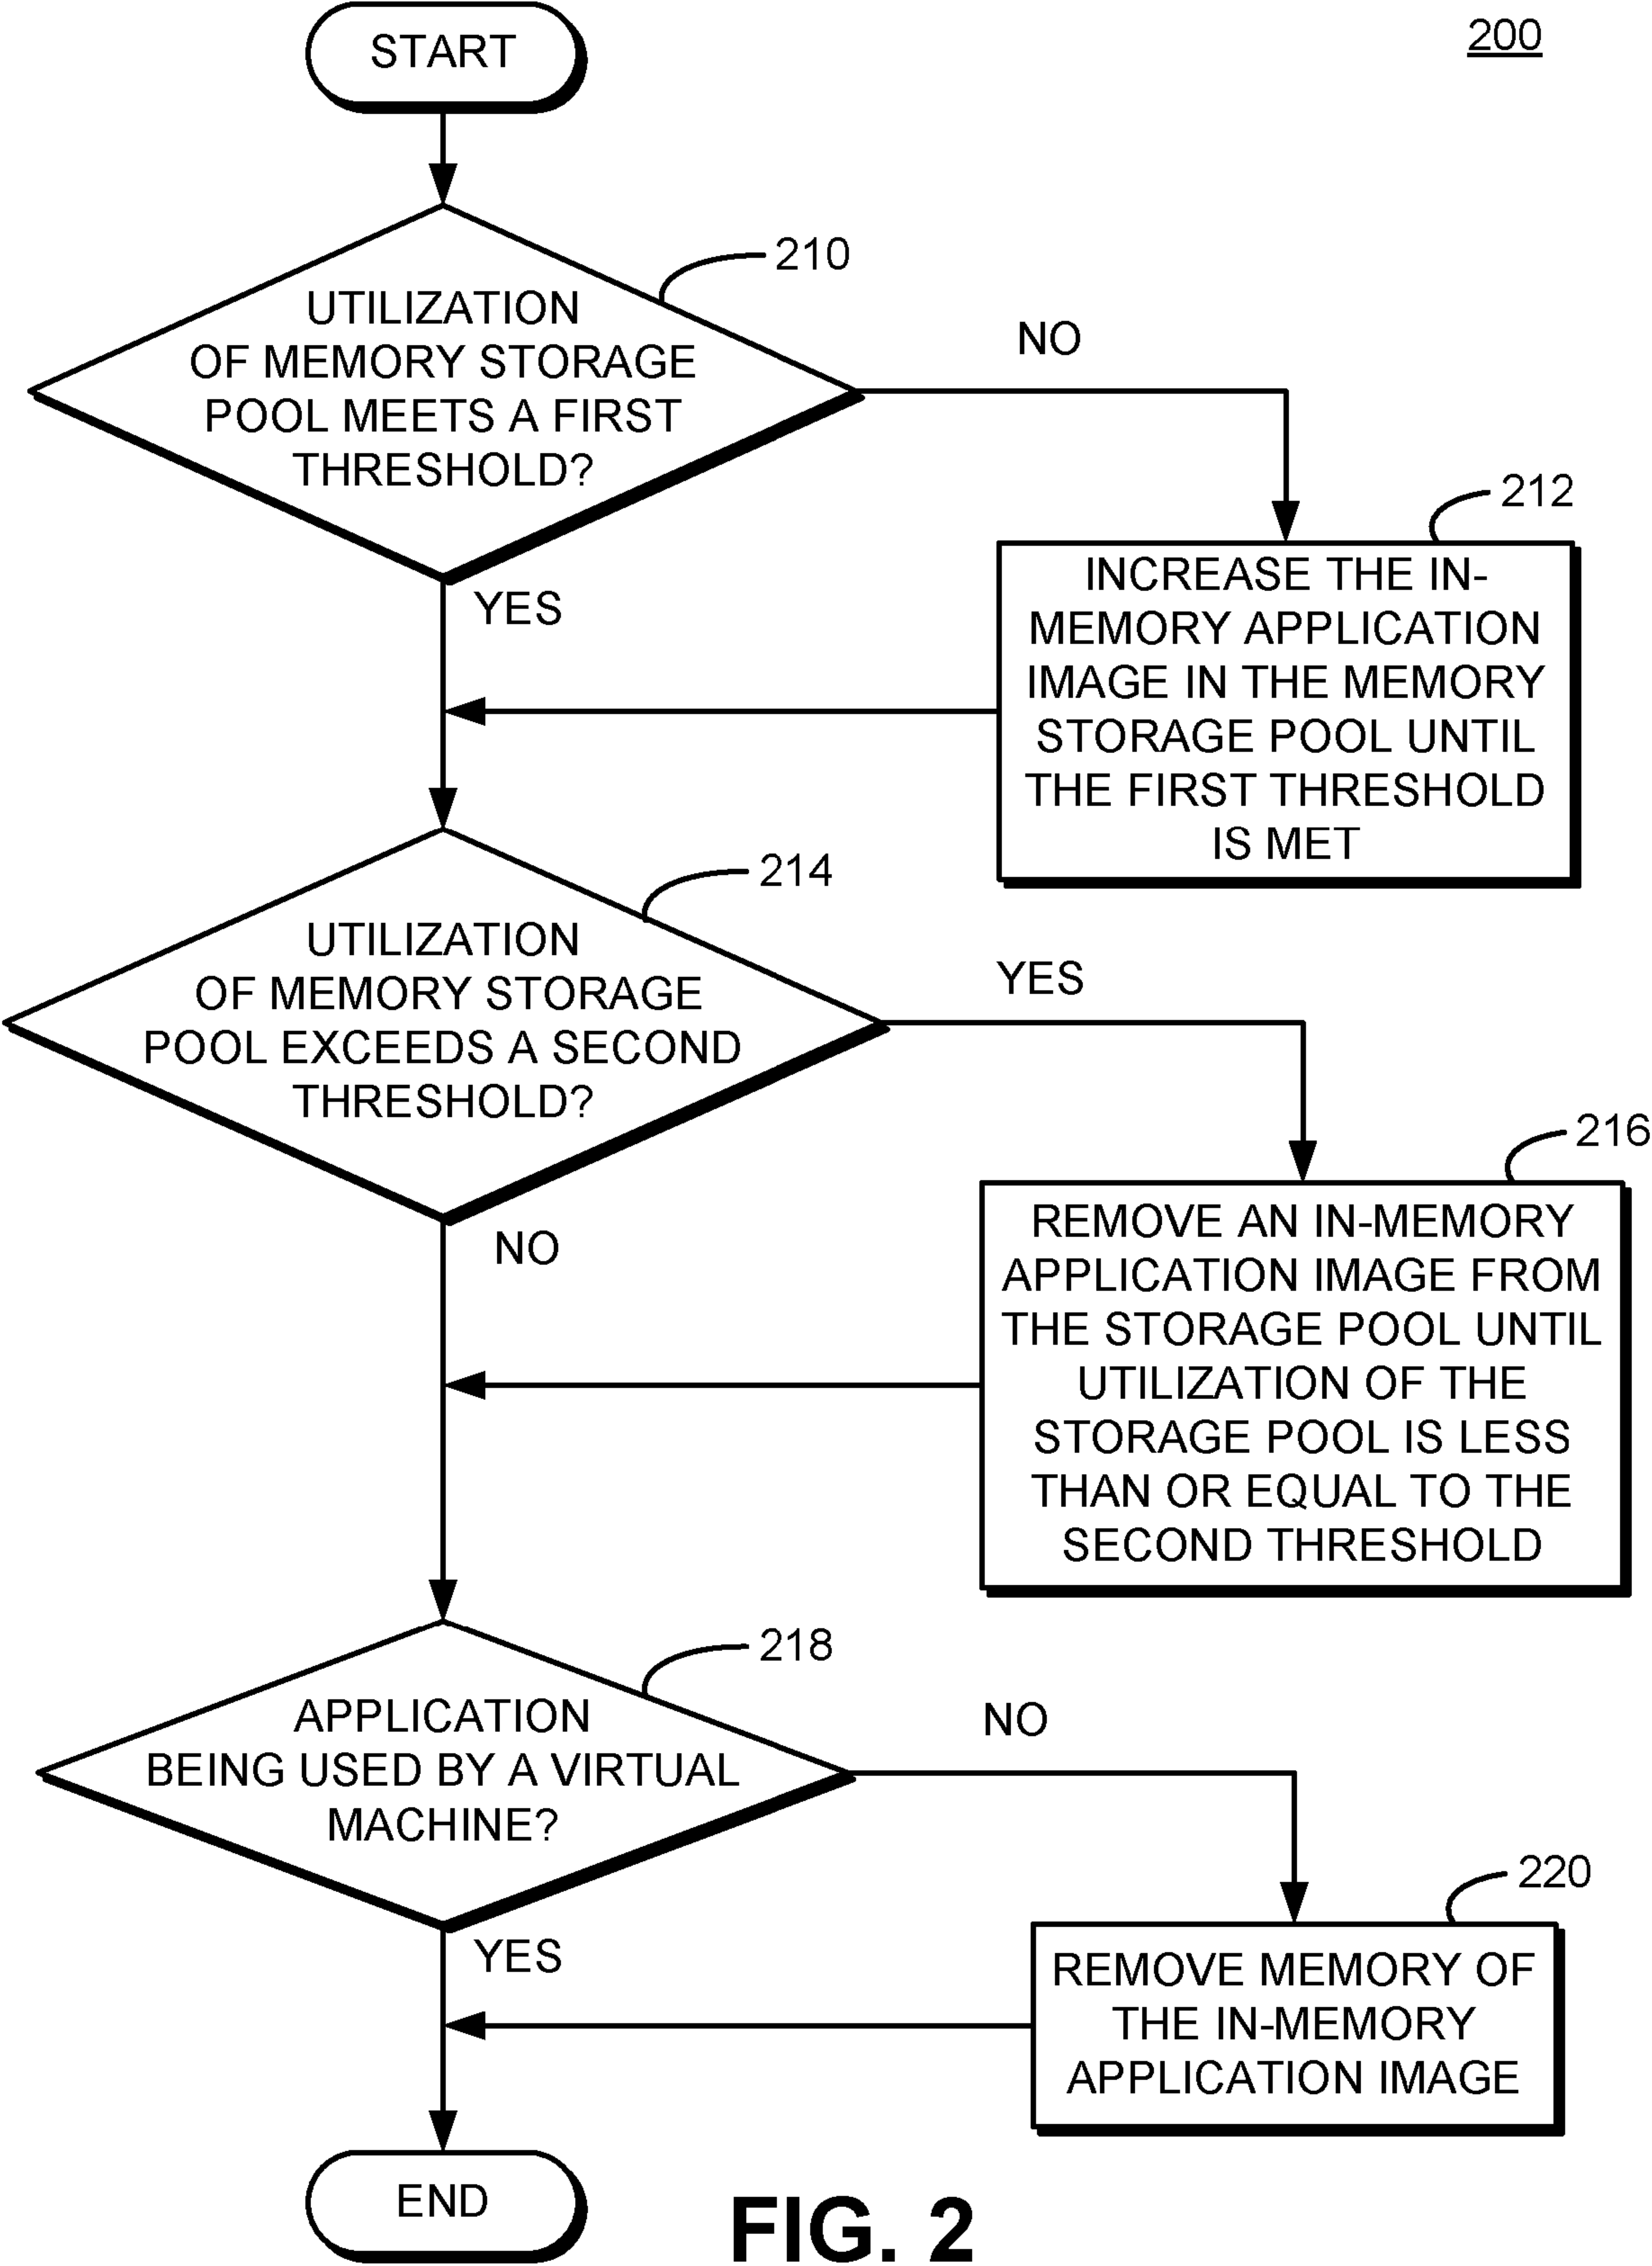 200
START
210
UTILIZATION
OF MEMORY STORAGE
POOL MEETS A FIRST
THRESHOLD?
NO
YES
212
INCREASE THE IN-
MEMORY APPLICATION
IMAGE IN THE MEMORY
STORAGE POOL UNTIL
THE FIRST THRESHOLD
IS MET
214
UTILIZATION
OF MEMORY STORAGE
POOL EXCEEDS A SECOND
THRESHOLD?
YES
NO
216
REMOVE AN IN-MEMORY
APPLICATION IMAGE FROM
THE STORAGE POOL UNTIL
UTILIZATION OF THE
STORAGE POOL IS LESS
THAN OR EQUAL TO THE
SECOND THRESHOLD
218
APPLICATION
BEING USED BY A VIRTUAL
MACHINE?
NO
YES
220
REMOVE MEMORY OF
THE IN-MEMORY
APPLICATION IMAGE
END
FIG. 2